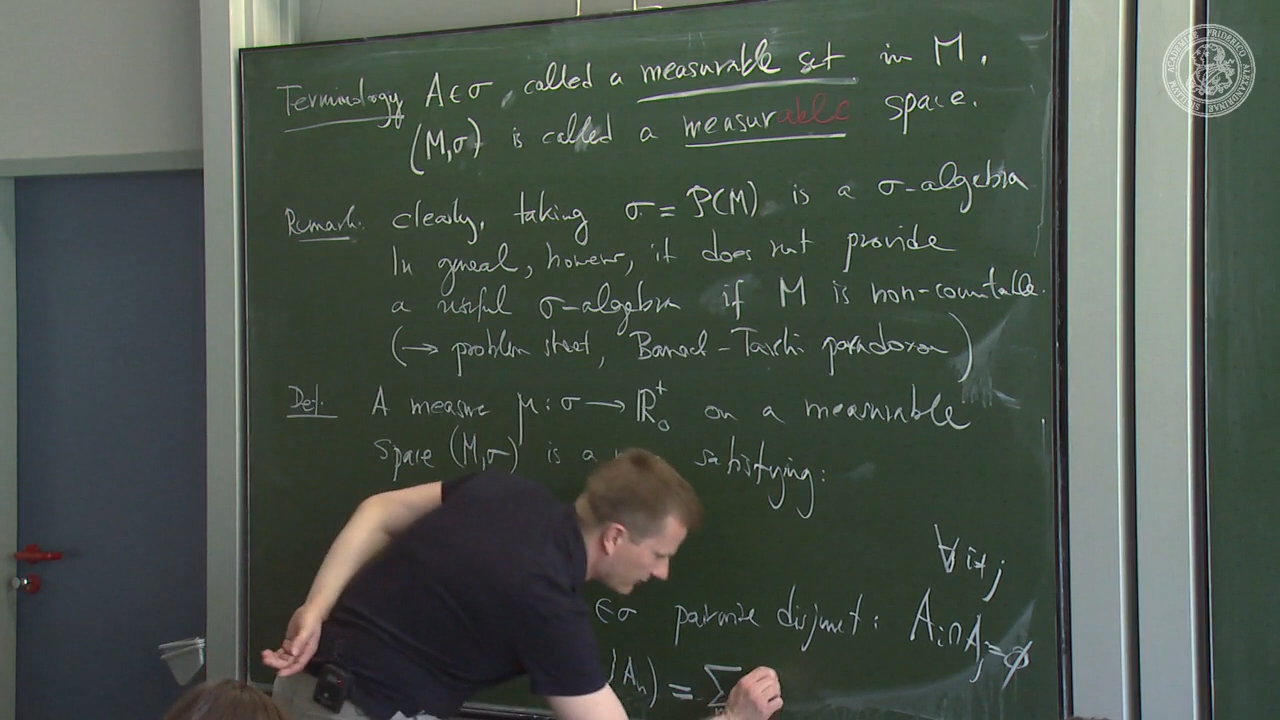 Terminology A ∈ σ, called a measurable set in M.
(M,σ) is called a measurable space.
Remark: clearly, taking σ = P(M) is a σ-algebra
In general, however, it does not provide
a useful σ-algebra if M is non-countable.
(→ problem sheet, Banach-Tarski paradoxon)
Def. A measure μ: σ → ℝ₀⁺ on a measurable
space (M,σ) is a satisfying:
∀ i≠j
∈σ pairwise disjunct: Aᵢ∩Aⱼ=∅
Aₙ) = Σ